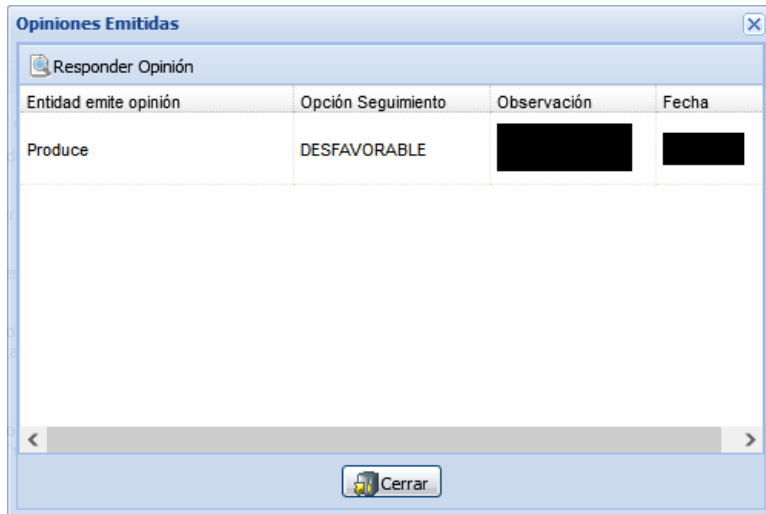 Opiniones Emitidas
Responder Opinión
Entidad emite opinión Opción Seguimiento Observación Fecha
Produce DESFAVORABLE
Cerrar